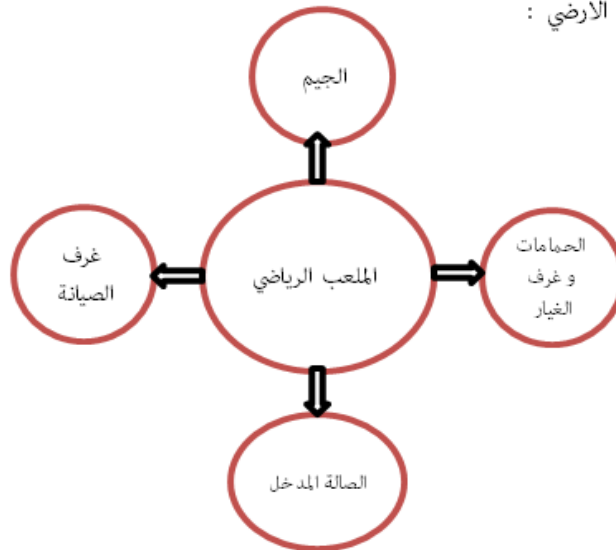 الارضي :
الجيم
الحمامات
و غرف
الغيار
الملعب الرياضي
غرف
الصيانة
الصالة المدخل